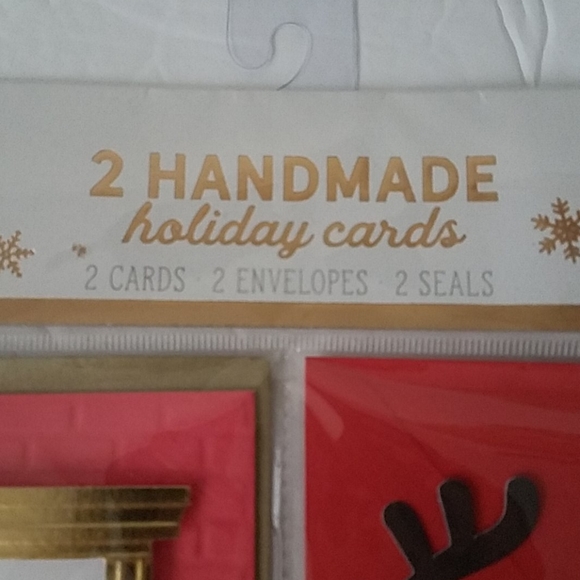 2 HANDMADE
holiday cards
2 CARDS · 2 ENVELOPES · 2 SEALS